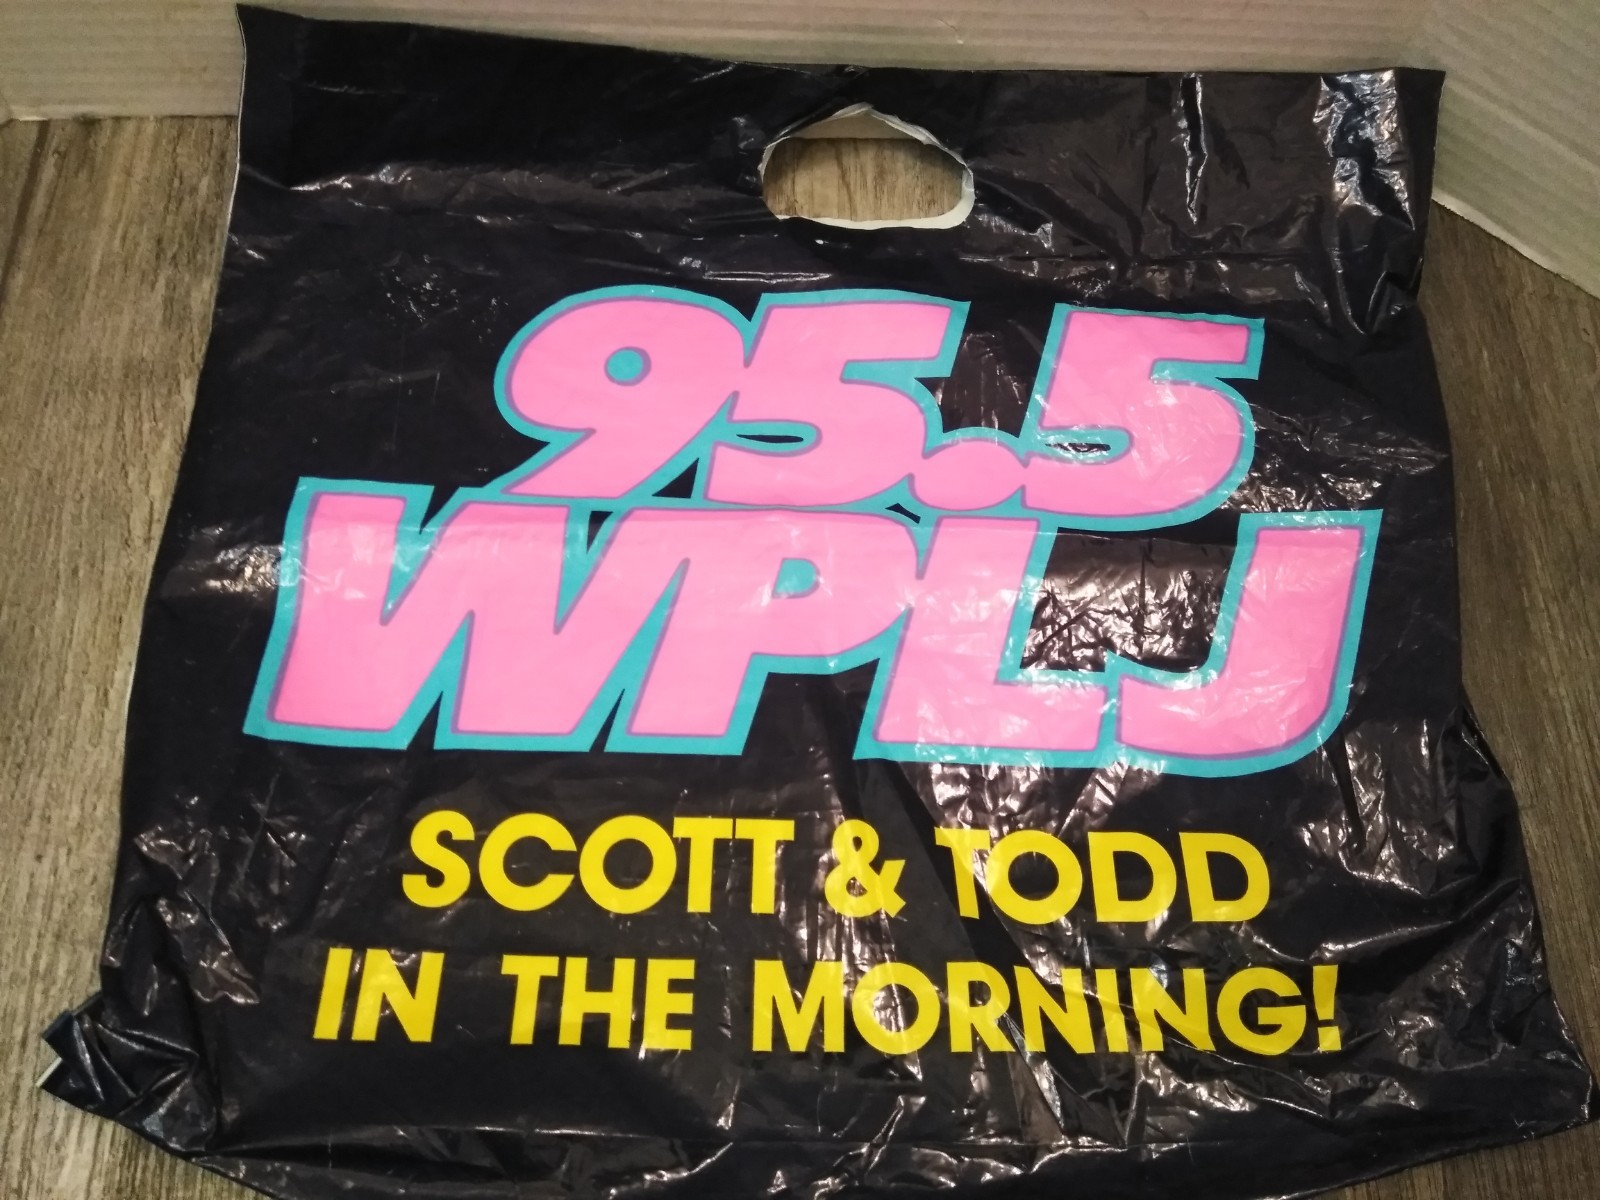 95.5
WPLJ
SCOTT & TODD
IN THE MORNING!